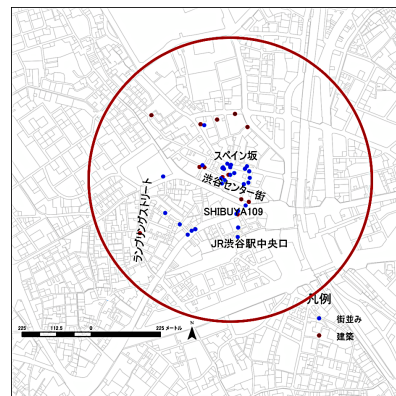 スペイン坂
渋谷センター街
ランブリングストリート
SHIBUYA109
JR渋谷駅中央口
凡例
街並み
建築
225 112.5 0 225 メートル
N